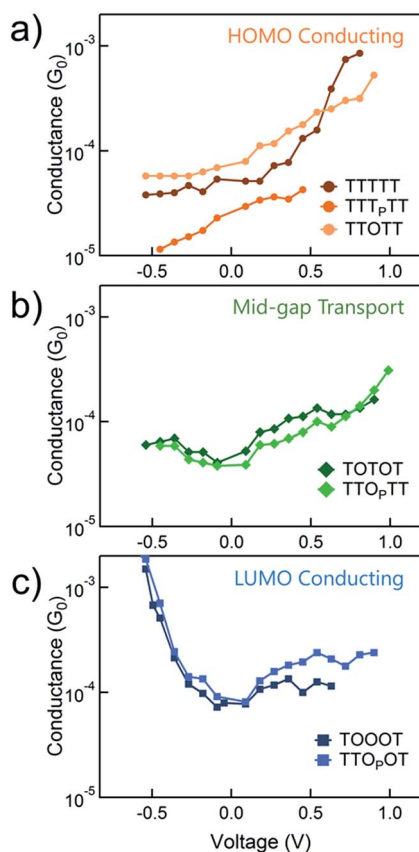 a)
HOMO Conducting
10⁻³
10⁻⁴
10⁻⁵
Conductance (G₀)
TTTTT
TTTₚTT
TTOTT
-0.5 0.0 0.5 1.0
b)
Mid-gap Transport
10⁻³
10⁻⁴
10⁻⁵
Conductance (G₀)
TOTOT
TTOₚTT
-0.5 0.0 0.5 1.0
c)
LUMO Conducting
10⁻³
10⁻⁴
10⁻⁵
Conductance (G₀)
TOOOT
TTOₚOT
-0.5 0.0 0.5 1.0
Voltage (V)